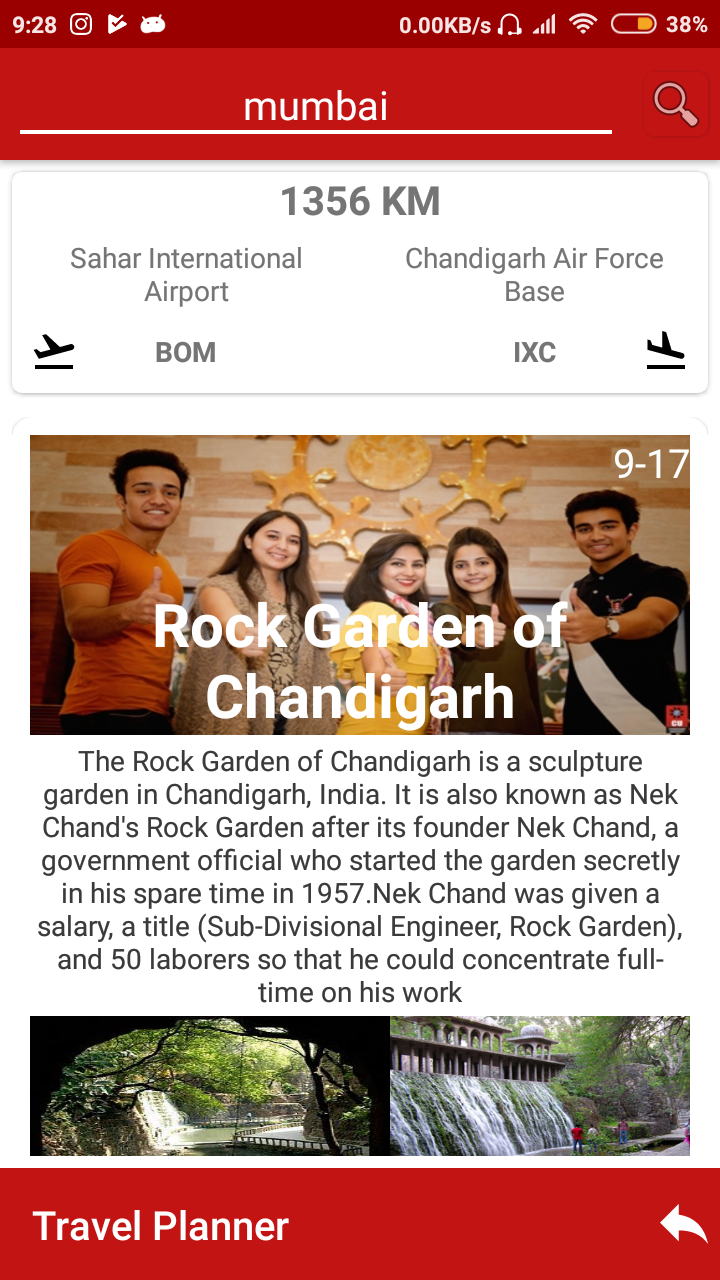 9:28 0.00KB/s 38%
mumbai
1356 KM
Sahar International
Airport
Chandigarh Air Force
Base
BOM
IXC
9-17
Rock Garden of
Chandigarh
CU
The Rock Garden of Chandigarh is a sculpture
garden in Chandigarh, India. It is also known as Nek
Chand's Rock Garden after its founder Nek Chand, a
government official who started the garden secretly
in his spare time in 1957.Nek Chand was given a
salary, a title (Sub-Divisional Engineer, Rock Garden),
and 50 laborers so that he could concentrate full-
time on his work
Travel Planner